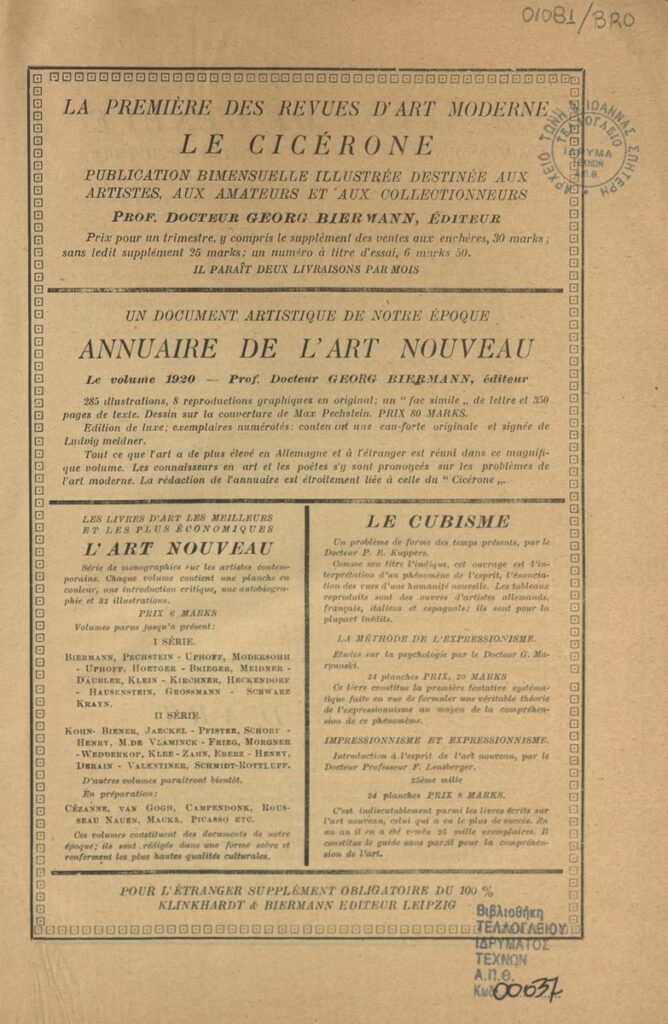 01081/BRO
ΑΡΧΕΙΟ ΤΩΝΗ & ΙΩΑΝΝΑΣ ΣΠΗΤΕΡΗ
ΤΕΛΛΟΓΛΕΙΟ
ΙΔΡΥΜΑ
ΤΕΧΝΩΝ
Α.Π.Θ.
LA PREMIÈRE DES REVUES D'ART MODERNE
LE CICÉRONE
PUBLICATION BIMENSUELLE ILLUSTRÉE DESTINÉE AUX
ARTISTES, AUX AMATEURS ET AUX COLLECTIONNEURS
PROF. DOCTEUR GEORG BIERMANN, ÉDITEUR
Prix pour un trimestre, y compris le supplément des ventes aux enchères, 30 marks;
sans ledit supplément 25 marks; un numéro à titre d'essai, 6 marks 50.
IL PARAÎT DEUX LIVRAISONS PAR MOIS
UN DOCUMENT ARTISTIQUE DE NOTRE ÉPOQUE
ANNUAIRE DE L'ART NOUVEAU
Le volume 1920 — Prof. Docteur GEORG BIERMANN, éditeur
285 illustrations, 8 reproductions graphiques en original; un " fac simile „ de lettre et 350
pages de texte. Dessin sur la couverture de Max Pechstein. PRIX 80 MARKS.
Edition de luxe; exemplaires numérotés: contenant une eau-forte originale et signée de
Ludvig meidner.
Tout ce que l'art a de plus élevé en Allemagne et à l'étranger est réuni dans ce magnifi-
que volume. Les connaisseurs en art et les poètes s'y sont prononcés sur les problèmes de
l'art moderne. La rédaction de l'annuaire est étroitement liée à celle du " Cicérone „.
LES LIVRES D'ART LES MEILLEURS
ET LES PLUS ÉCONOMIQUES
L'ART NOUVEAU
Série de monographies sur les artistes contem-
porains. Chaque volume contient une planche en
couleur, une introduction critique, une autobiogra-
phie et 32 illustrations.
PRIX 6 MARKS
Volumes parus jusqu'à présent:
I SÉRIE.
BIERMANN, PECHSTEIN - UPHOFF, MODERSOHN
- UPHOFF, HOETGER - BRIEGER, MEIDNER -
DÄUBLER, KLEIN - KIRCHNER, HECKENDORF
- HAUSENSTEIN, GROSSMANN - SCHWARZ
KRAYN.
II SÉRIE.
KOHN- BIENER, JAECKEL - PFISTER, SCHORF -
HENRY, M. DE VLAMINCK - FRIEG, MORGNER
- WEDDERKOP, KLEE - ZAHN, EBERZ - HENRY,
DERAIN - VALENTINER, SCHMIDT-ROTTLUFF.
D'autres volumes paraîtront bientôt.
En préparation:
CÉZANNE, VAN GOGH, CAMPENDONK, ROUS-
SEAU NAUEN, MACKE, PICASSO ETC.
Ces volumes constituent des documents de notre
époque; ils sont rédigés dans une forme sobre et
renferment les plus hautes qualités culturales.
LE CUBISME
Un problème de forme des temps présents, par le
Docteur P. E. Kuppers.
Comme son titre l'indique, cet ouvrage est l'in-
terprétation d'un phénomène de l'esprit, l'énoncia-
tion des vues d'une humanité nouvelle. Les tableaux
reproduits sont des ouvres d'artistes allemands,
français, italiens et espagnols: ils sont pour la
plupart inédits.
LA MÉTHODE DE L'EXPRESSIONISME.
Etudes sur la psychologie par le Docteur G. Ma-
rynnski.
24 planches PRIX, 20 MARKS
Ce livre constitue la première tentative systéma-
tique faite en vue de formuler une véritable théorie
de l'expressionnisme au moyen de la compréhen-
sion de ce phénomène.
IMPRESSIONNISME ET EXPRESSIONNISME.
Introduction à l'esprit de l'art nouveau, par le
Docteur Professeur F. Lensberger.
25ème mille
24 planches PRIX 8 MARKS.
C'est indiscutablement parmi les livres écrits sur
l'art nouveau, celui qui a eu le plus de succès. En
un an il en a été vendu 25 mille exemplaires. Il
constitue le guide sans pareil pour la compréhen-
sion de l'art.
POUR L'ÉTRANGER SUPPLÉMENT OBLIGATOIRE DU 100 %
KLINKHARDT & BIERMANN EDITEUR LEIPZIG
Βιβλιοθήκη
ΤΕΛΛΟΓΛΕΙΟΥ
ΙΔΡΥΜΑΤΟΣ
ΤΕΧΝΩΝ
Α.Π.Θ.
Κωδ. 00037